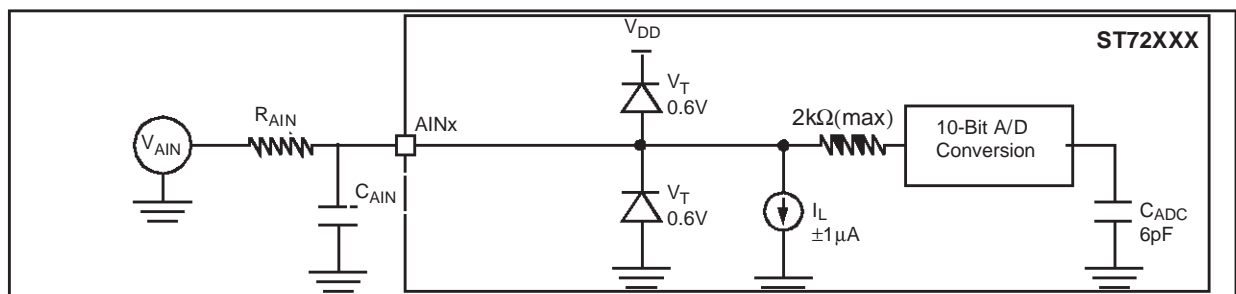 V_DD
ST72XXX
V_T
0.6V
R_AIN
AINx
2kΩ(max)
10-Bit A/D
Conversion
V_AIN
C_AIN
V_T
0.6V
I_L
±1μA
C_ADC
6pF